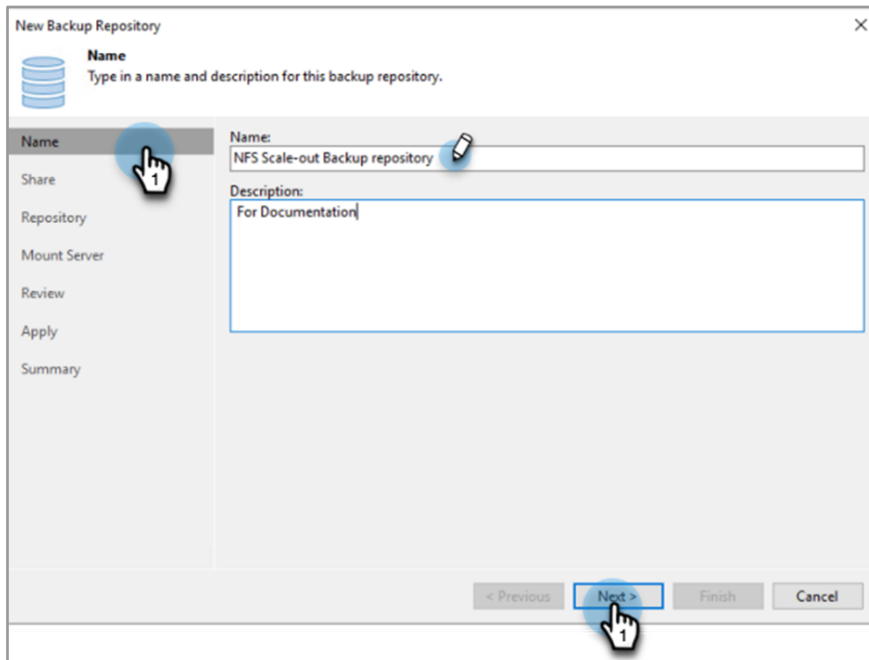 New Backup Repository
Name
Type in a name and description for this backup repository.
Name
Share
Repository
Mount Server
Review
Apply
Summary
1
Name:
NFS Scale-out Backup repository
Description:
For Documentation
< Previous
Next >
Finish
Cancel
1